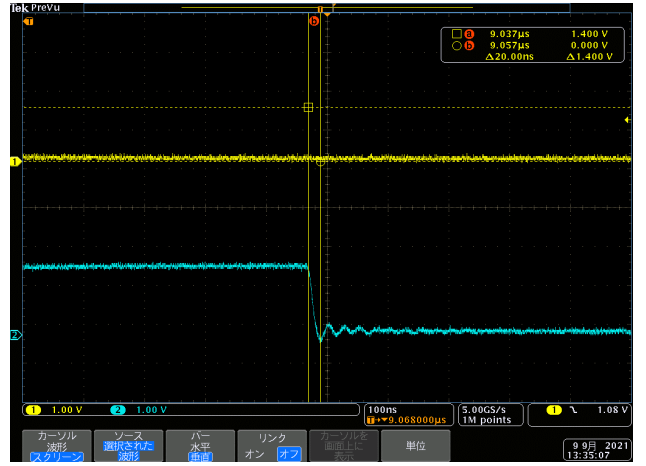 Tek PreVu
T
b
a 9.037μs 1.400 V
b 9.057μs 0.000 V
Δ20.00ns Δ1.400 V
1
2
1 1.00 V 2 1.00 V
100ns
T→▼9.068000μs
5.00GS/s
1M points
1 1.08 V
カーソル
波形
スクリーン
ソース
選択された
波形
バー
水平
垂直
リンク
オン オフ
カーソルを
画面上に
表示
単位
9 9月 2021
13:35:07